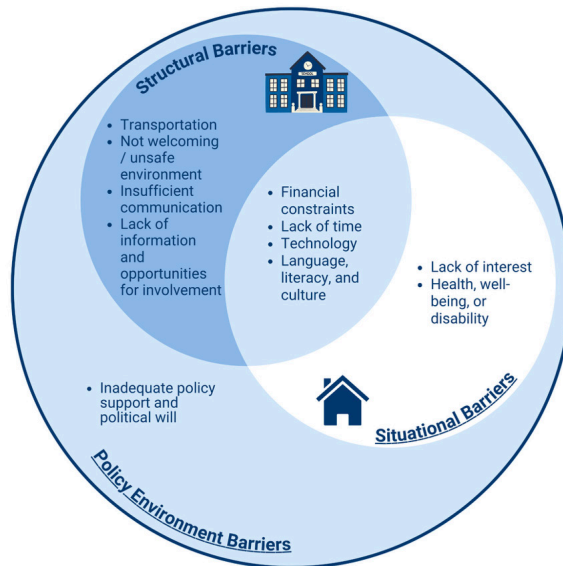 Structural Barriers
SCHOOL
• Transportation
• Not welcoming
/ unsafe
environment
• Insufficient
communication
• Lack of
information
and
opportunities
for involvement
• Financial
constraints
• Lack of time
• Technology
• Language,
literacy, and
culture
• Lack of interest
• Health, well-
being, or
disability
• Inadequate policy
support and
political will
Situational Barriers
Policy Environment Barriers